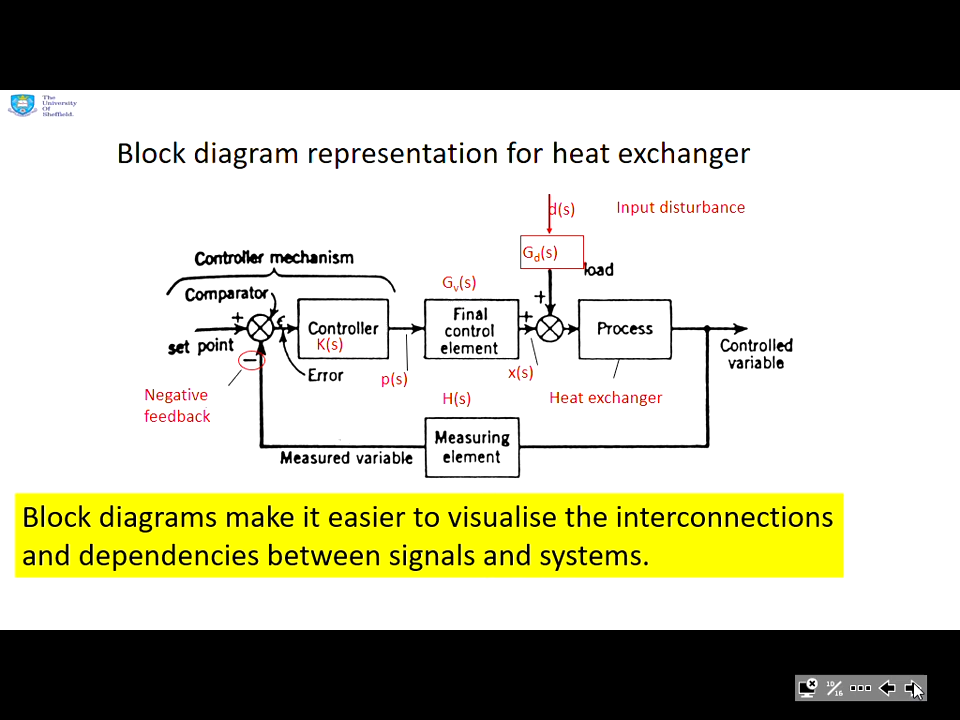 The
University
Of
Sheffield.
Block diagram representation for heat exchanger
d(s)
Input disturbance
Gd(s)
load
Controller mechanism
Comparator
Gv(s)
+
+
+
ε
set point
Controller
K(s)
Final
control
element
Process
Controlled
variable
−
Error
p(s)
x(s)
Negative
feedback
H(s)
Heat exchanger
Measuring
element
Measured variable
Block diagrams make it easier to visualise the interconnections
and dependencies between signals and systems.
10/16